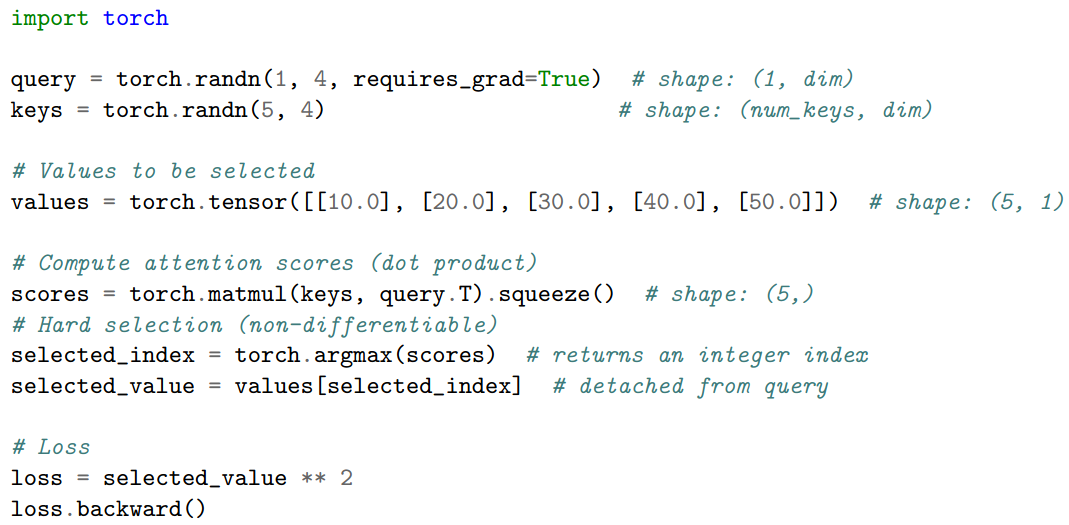 import torch
query = torch.randn(1, 4, requires_grad=True)  # shape: (1, dim)
keys = torch.randn(5, 4)                       # shape: (num_keys, dim)
# Values to be selected
values = torch.tensor([[10.0], [20.0], [30.0], [40.0], [50.0]])  # shape: (5, 1)
# Compute attention scores (dot product)
scores = torch.matmul(keys, query.T).squeeze()  # shape: (5,)
# Hard selection (non-differentiable)
selected_index = torch.argmax(scores)  # returns an integer index
selected_value = values[selected_index]  # detached from query
# Loss
loss = selected_value ** 2
loss.backward()